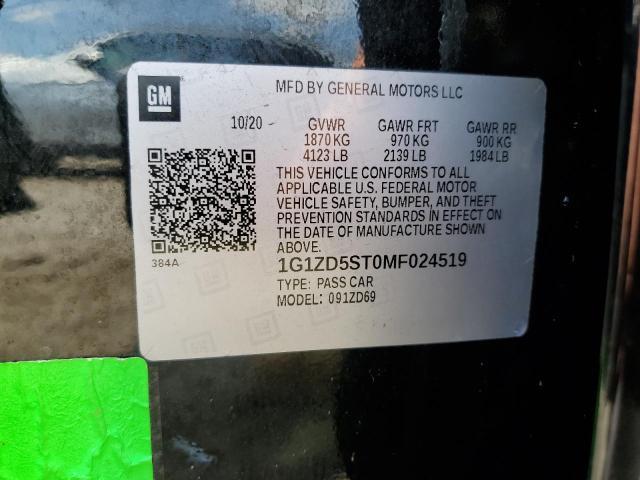 GM
MFD BY GENERAL MOTORS LLC
10/20 GVWR GAWR FRT GAWR RR
1870 KG 970 KG 900 KG
4123 LB 2139 LB 1984 LB
THIS VEHICLE CONFORMS TO ALL
APPLICABLE U.S. FEDERAL MOTOR
VEHICLE SAFETY, BUMPER, AND THEFT
PREVENTION STANDARDS IN EFFECT ON
THE DATE OF MANUFACTURE SHOWN
ABOVE.
384A
1G1ZD5ST0MF024519
TYPE: PASS CAR
MODEL: 091ZD69